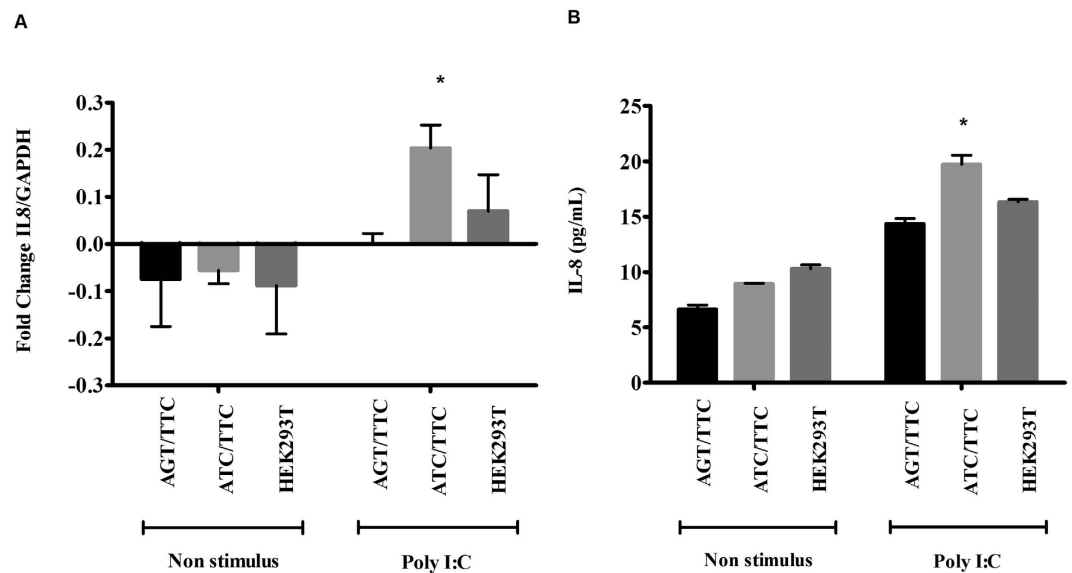 A
Fold Change IL8/GAPDH
0.3
0.2
0.1
0.0
-0.1
-0.2
-0.3
*
AGT/TTC
ATC/TTC
HEK293T
AGT/TTC
ATC/TTC
HEK293T
Non stimulus
Poly I:C
B
IL-8 (pg/mL)
25
20
15
10
5
0
*
AGT/TTC
ATC/TTC
HEK293T
AGT/TTC
ATC/TTC
HEK293T
Non stimulus
Poly I:C